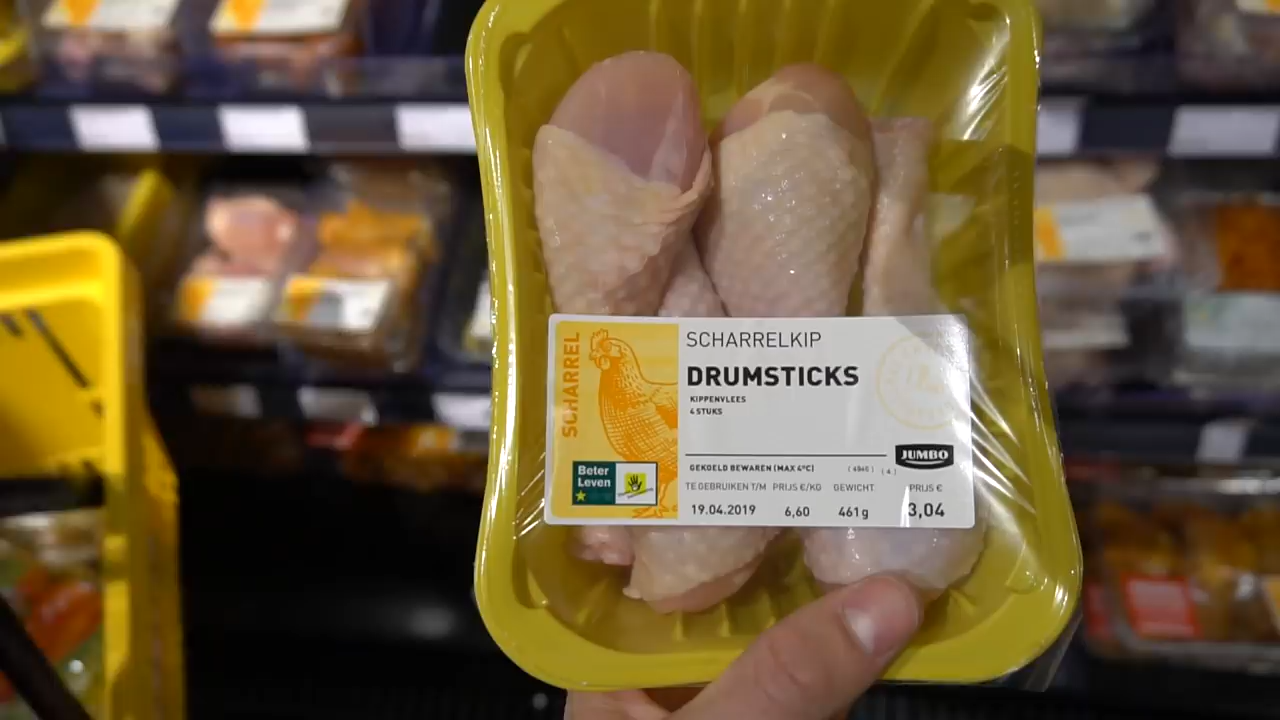 SCHARREL
SCHARRELKIP
DRUMSTICKS
KIPPENVLEES
4 STUKS
JUMBO
Beter
Leven
GEKOELD BEWAREN (MAX 4°C)
TE GEBRUIKEN T/M PRIJS €/KG GEWICHT PRIJS €
19.04.2019 6,60 461g 3,04